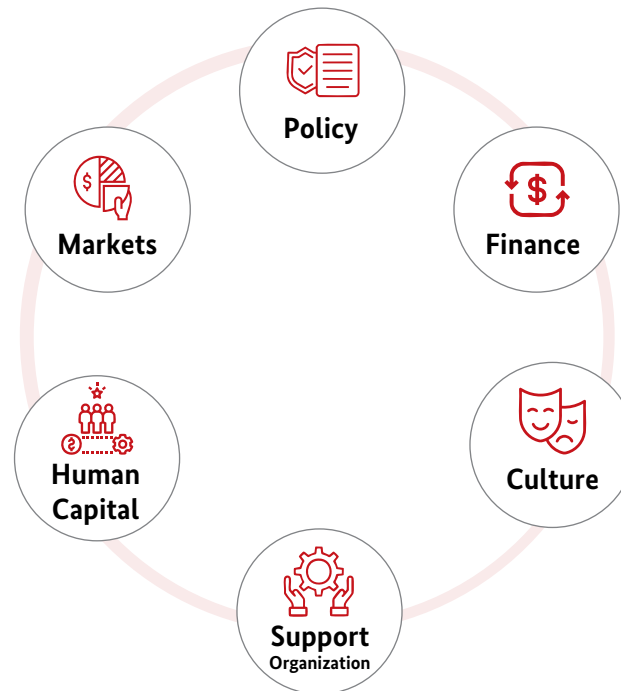 Policy
Finance
Culture
Support
Organization
Human
Capital
Markets